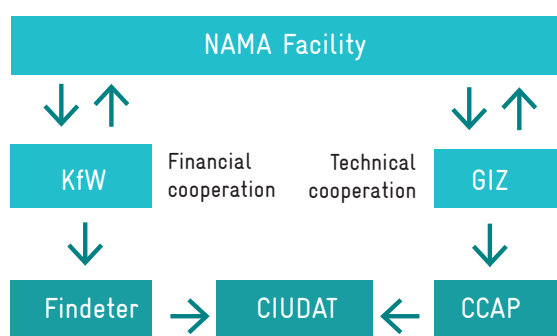 NAMA Facility
KfW
Financial
cooperation
Technical
cooperation
GIZ
Findeter
CIUDAT
CCAP